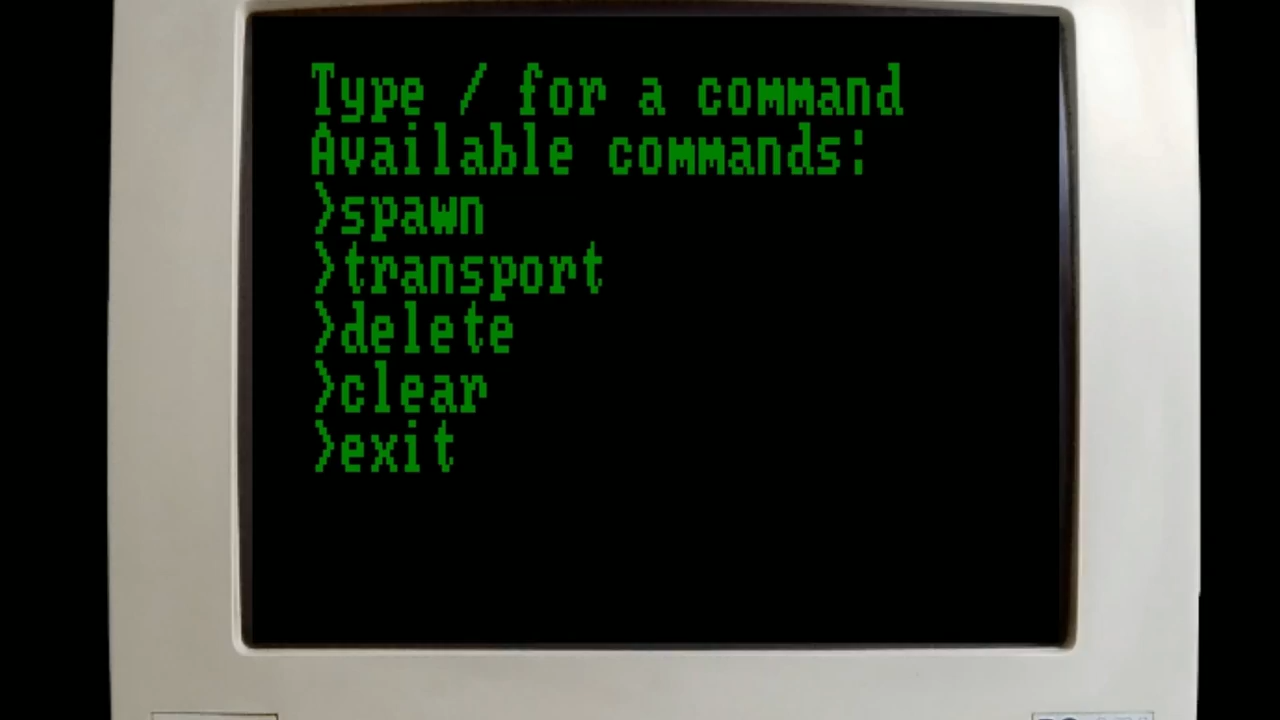 Type / for a command
Available commands:
>spawn
>transport
>delete
>clear
>exit